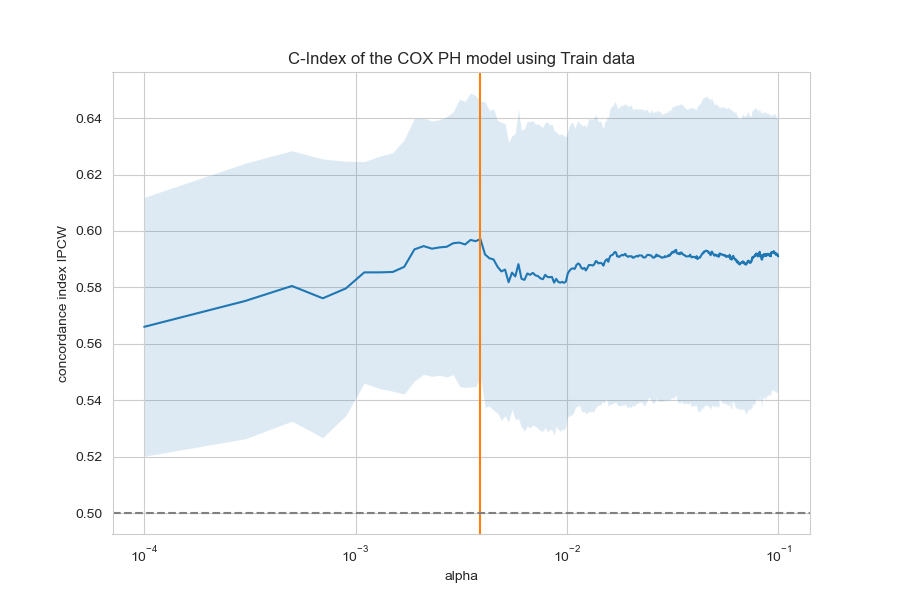 C-Index of the COX PH model using Train data
concordance index IPCW
0.64
0.62
0.60
0.58
0.56
0.54
0.52
0.50
10⁻⁴ 10⁻³ 10⁻² 10⁻¹
alpha